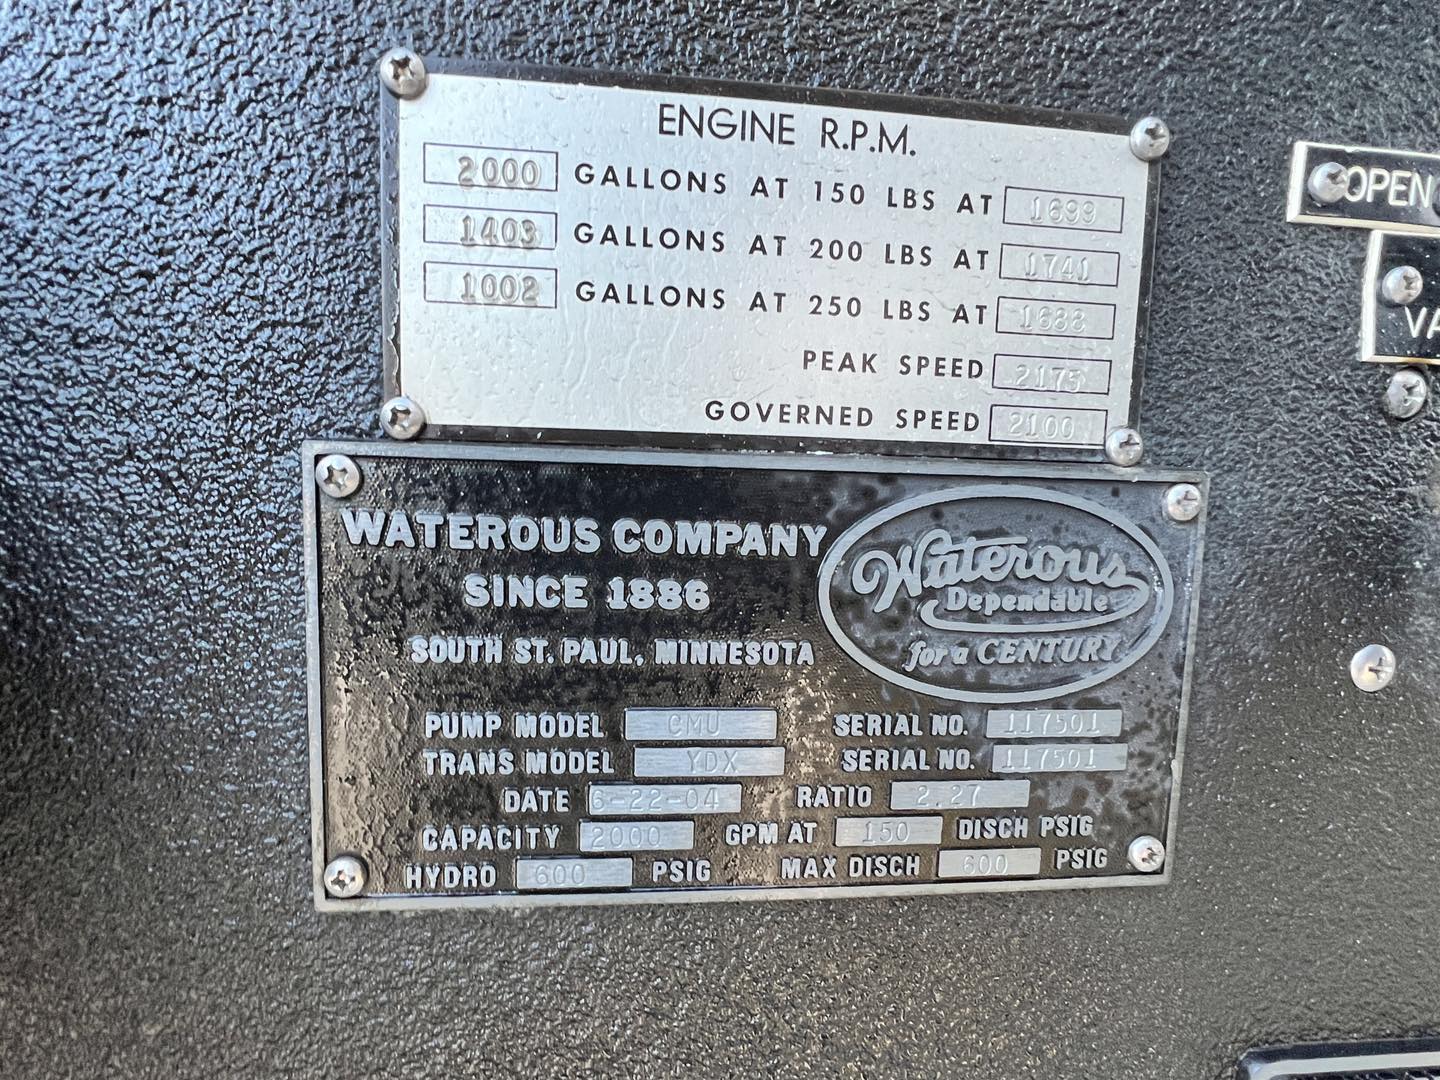 ENGINE R.P.M.
2000 GALLONS AT 150 LBS AT 1699
1403 GALLONS AT 200 LBS AT 1741
1002 GALLONS AT 250 LBS AT 1688
PEAK SPEED 2175
GOVERNED SPEED 2100
OPEN
VA
WATEROUS COMPANY
SINCE 1886
SOUTH ST. PAUL, MINNESOTA
Waterous
Dependable
for a CENTURY
PUMP MODEL CMU SERIAL NO. 117501
TRANS MODEL YDX SERIAL NO. 117501
DATE 6-22-04 RATIO 2.27
CAPACITY 2000 GPM AT 150 DISCH PSIG
HYDRO 600 PSIG MAX DISCH 600 PSIG